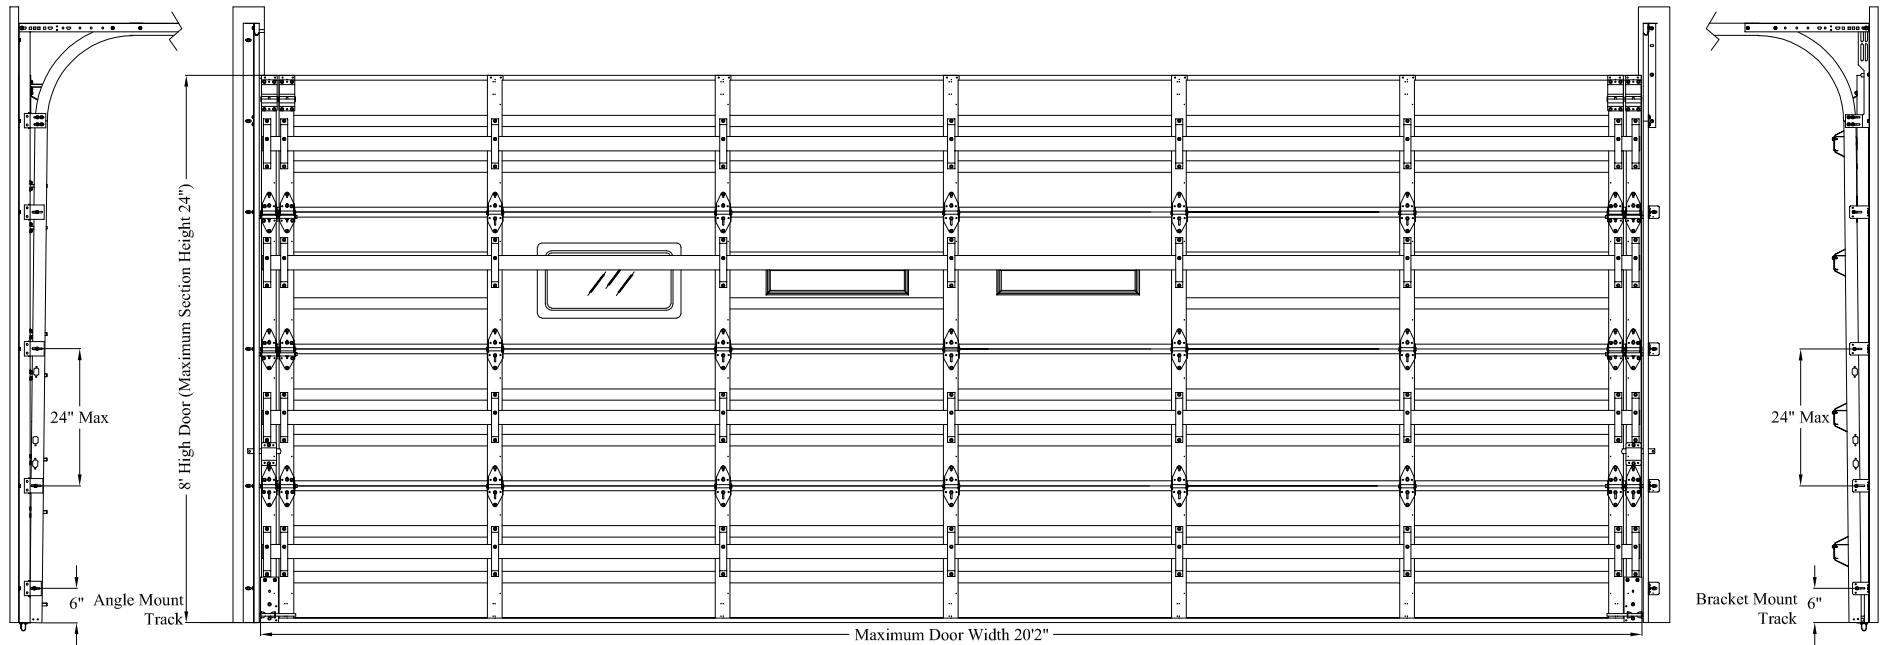 8' High Door (Maximum Section Height 24")
24" Max
6"
Angle Mount
Track
Maximum Door Width 20'2"
24" Max
Bracket Mount
Track
6"